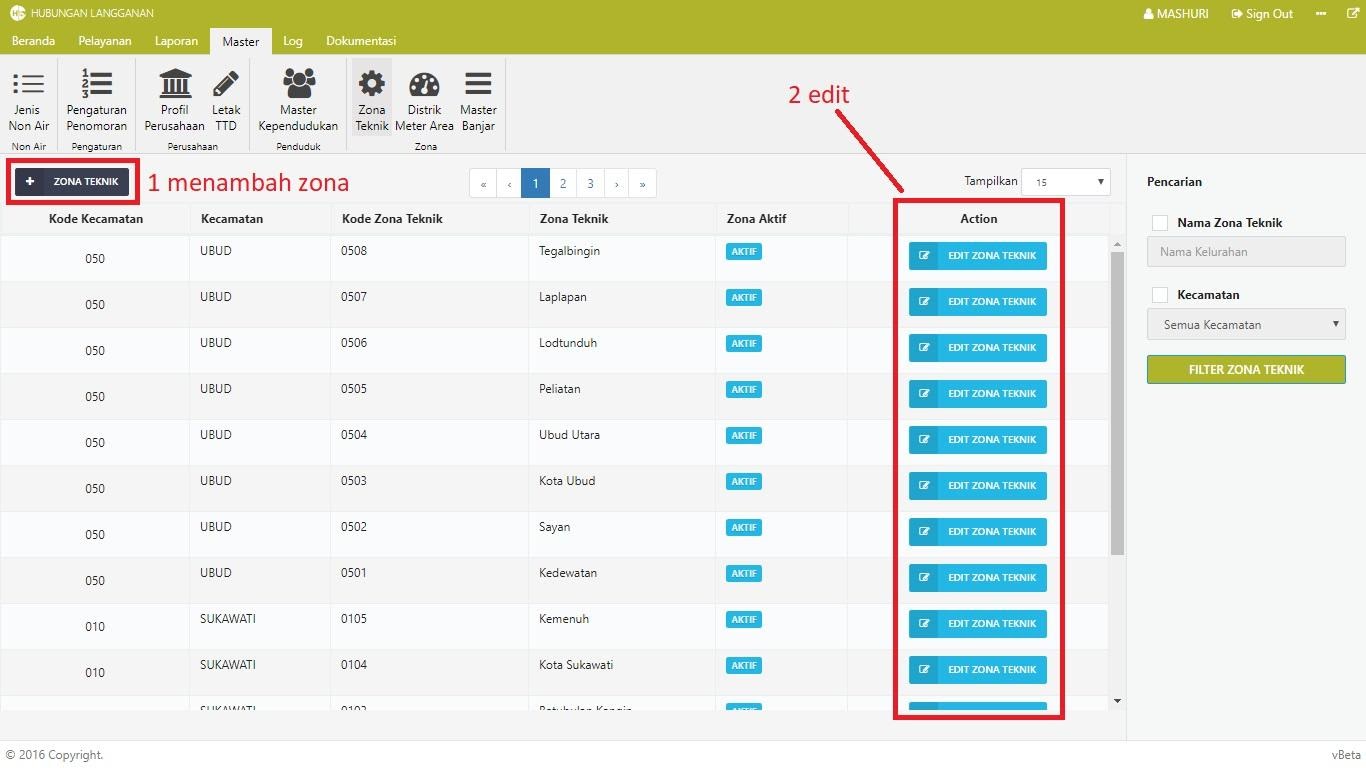 HUBUNGAN LANGGANAN
MASHURI Sign Out
Beranda Pelayanan Laporan Master Log Dokumentasi
Jenis Non Air
Pengaturan Penomoran
Profil Perusahaan
Letak TTD
Master Kependudukan
Zona Teknik
Distrik Meter Area
Master Banjar
Non Air Pengaturan Perusahaan Penduduk Zona
2 edit
+ ZONA TEKNIK
1 menambah zona
« ‹ 1 2 3 › »
Tampilkan 15
Kode Kecamatan Kecamatan Kode Zona Teknik Zona Teknik Zona Aktif Action
050 UBUD 0508 Tegalbingin AKTIF EDIT ZONA TEKNIK
050 UBUD 0507 Laplapan AKTIF EDIT ZONA TEKNIK
050 UBUD 0506 Lodtunduh AKTIF EDIT ZONA TEKNIK
050 UBUD 0505 Peliatan AKTIF EDIT ZONA TEKNIK
050 UBUD 0504 Ubud Utara AKTIF EDIT ZONA TEKNIK
050 UBUD 0503 Kota Ubud AKTIF EDIT ZONA TEKNIK
050 UBUD 0502 Sayan AKTIF EDIT ZONA TEKNIK
050 UBUD 0501 Kedewatan AKTIF EDIT ZONA TEKNIK
010 SUKAWATI 0105 Kemenuh AKTIF EDIT ZONA TEKNIK
010 SUKAWATI 0104 Kota Sukawati AKTIF EDIT ZONA TEKNIK
Pencarian
Nama Zona Teknik
Nama Kelurahan
Kecamatan
Semua Kecamatan
FILTER ZONA TEKNIK
© 2016 Copyright.
vBeta